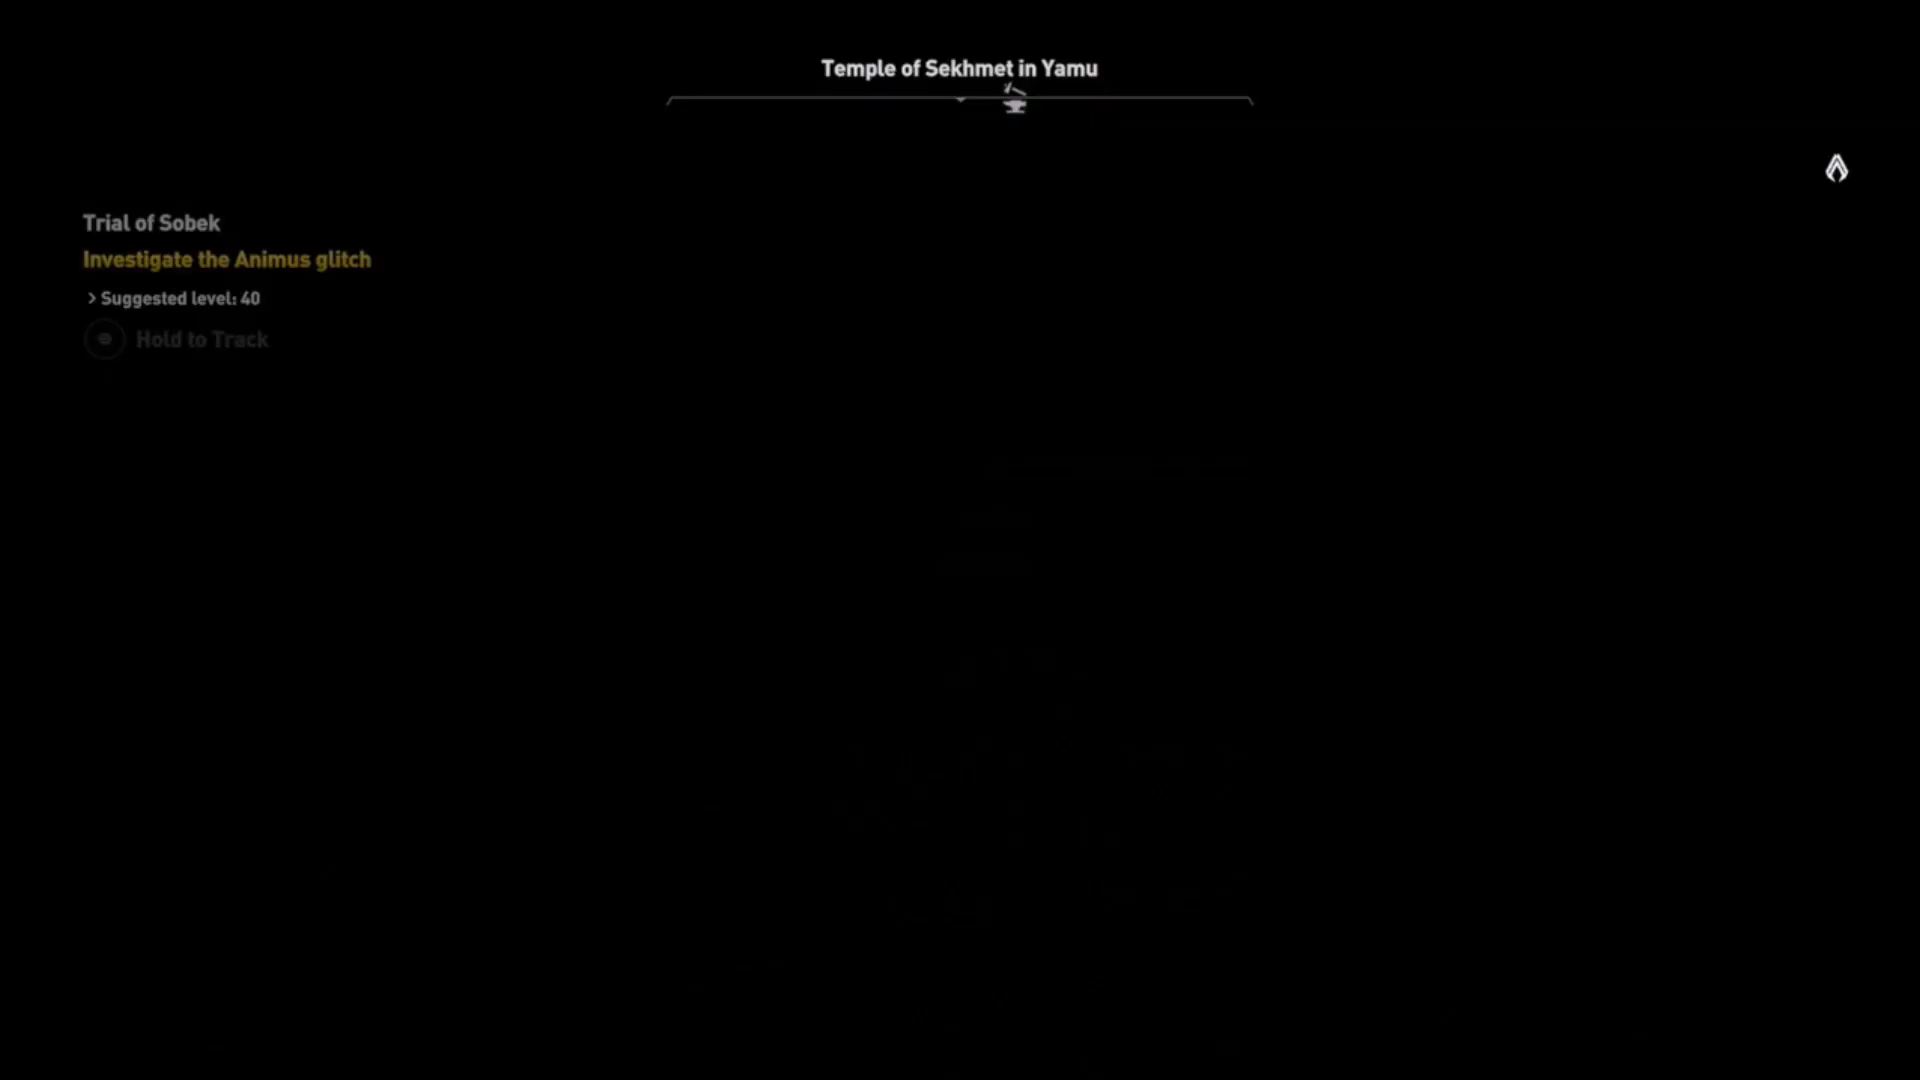 Temple of Sekhmet in Yamu
Trial of Sobek
Investigate the Animus glitch
> Suggested level: 40
Hold to Track